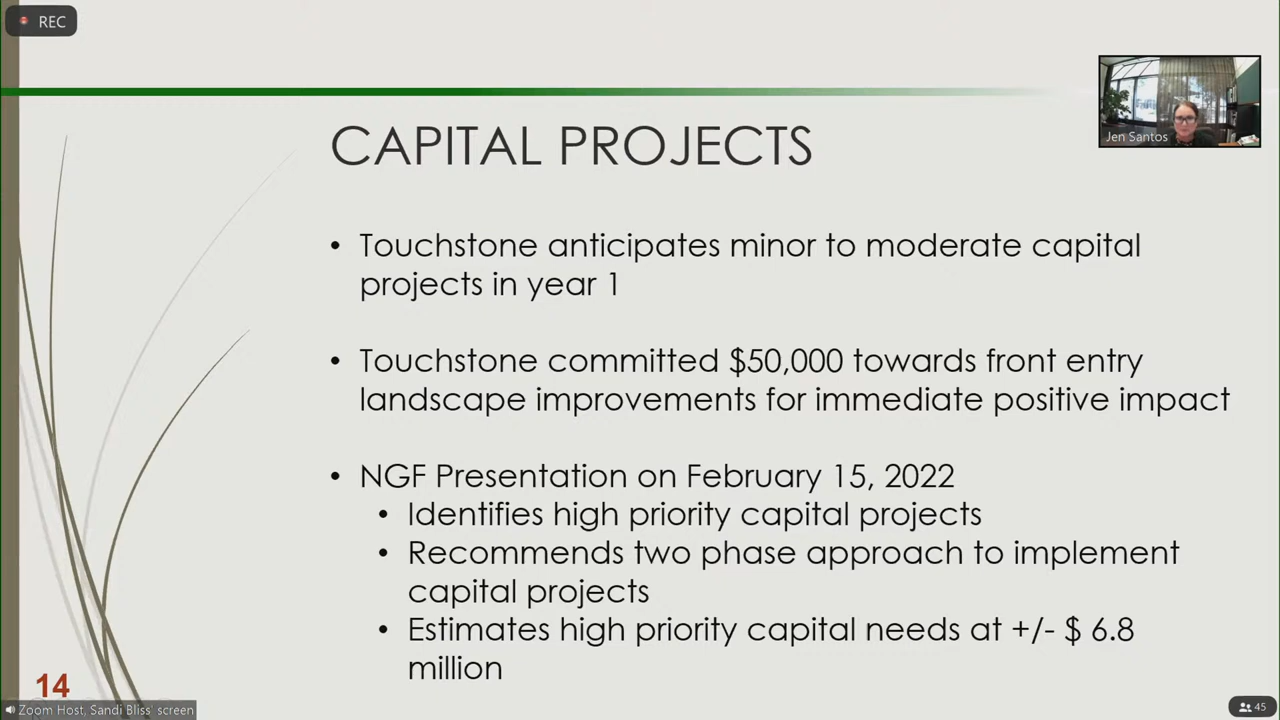 REC
Jen Santos
CAPITAL PROJECTS
• Touchstone anticipates minor to moderate capital
projects in year 1
• Touchstone committed $50,000 towards front entry
landscape improvements for immediate positive impact
• NGF Presentation on February 15, 2022
• Identifies high priority capital projects
• Recommends two phase approach to implement
capital projects
• Estimates high priority capital needs at +/- $ 6.8
million
14
Zoom Host, Sandi Bliss' screen
45